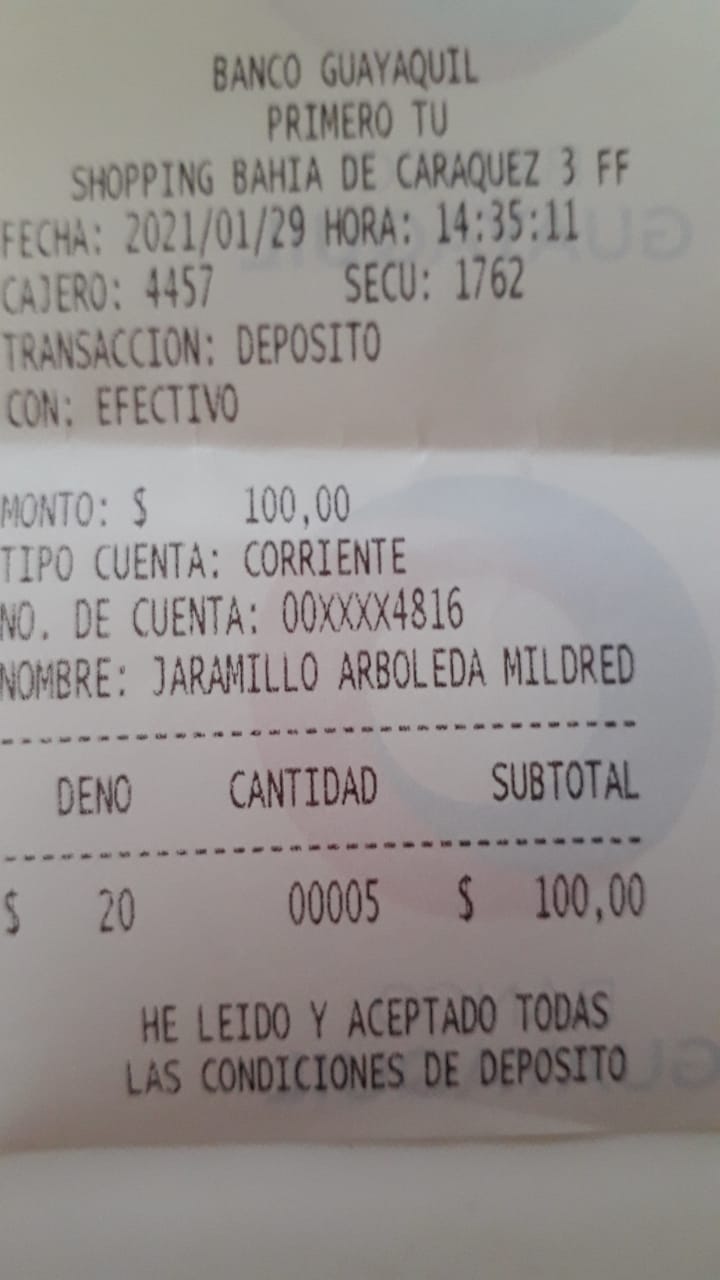 BANCO GUAYAQUIL
PRIMERO TU
SHOPPING BAHIA DE CARAQUEZ 3 FF
FECHA: 2021/01/29 HORA: 14:35:11
CAJERO: 4457 SECU: 1762
TRANSACCION: DEPOSITO
CON: EFECTIVO
MONTO: $ 100,00
TIPO CUENTA: CORRIENTE
NO. DE CUENTA: 00XXXX4816
NOMBRE: JARAMILLO ARBOLEDA MILDRED
DENO CANTIDAD SUBTOTAL
$ 20 00005 $ 100,00
HE LEIDO Y ACEPTADO TODAS
LAS CONDICIONES DE DEPOSITO